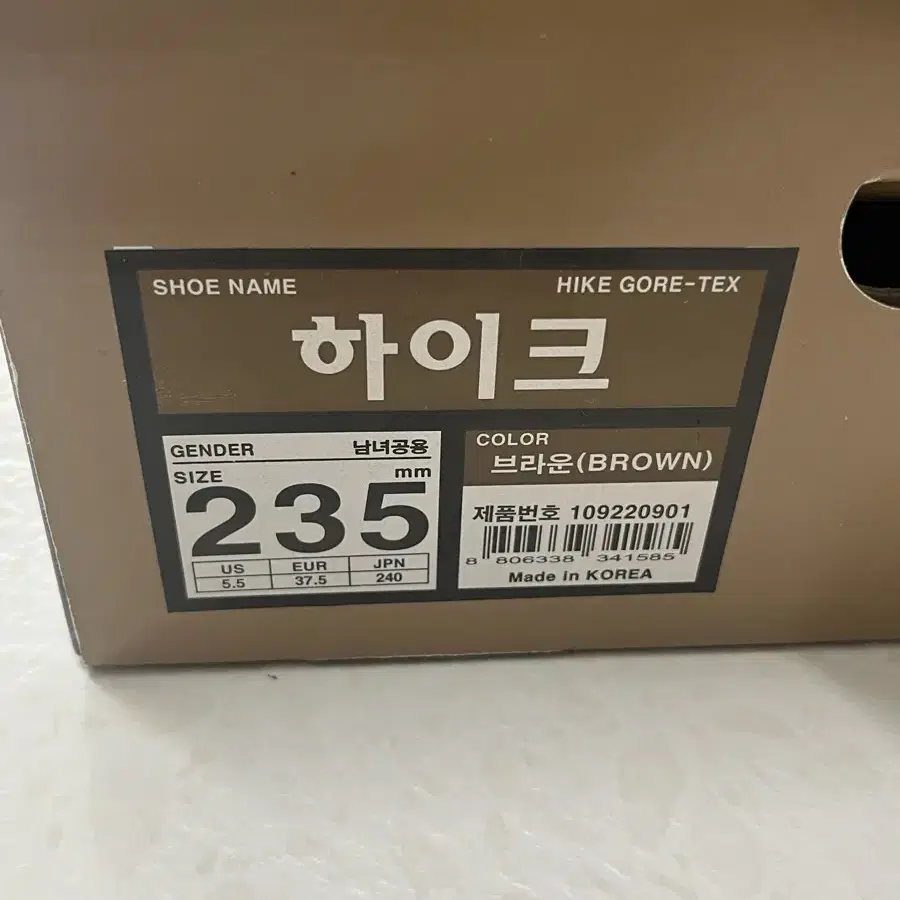 SHOE NAME HIKE GORE-TEX
하이크
GENDER 남녀공용
SIZE mm
235
US EUR JPN
5.5 37.5 240
COLOR
브라운(BROWN)
제품번호 109220901
8 806338 341585
Made in KOREA